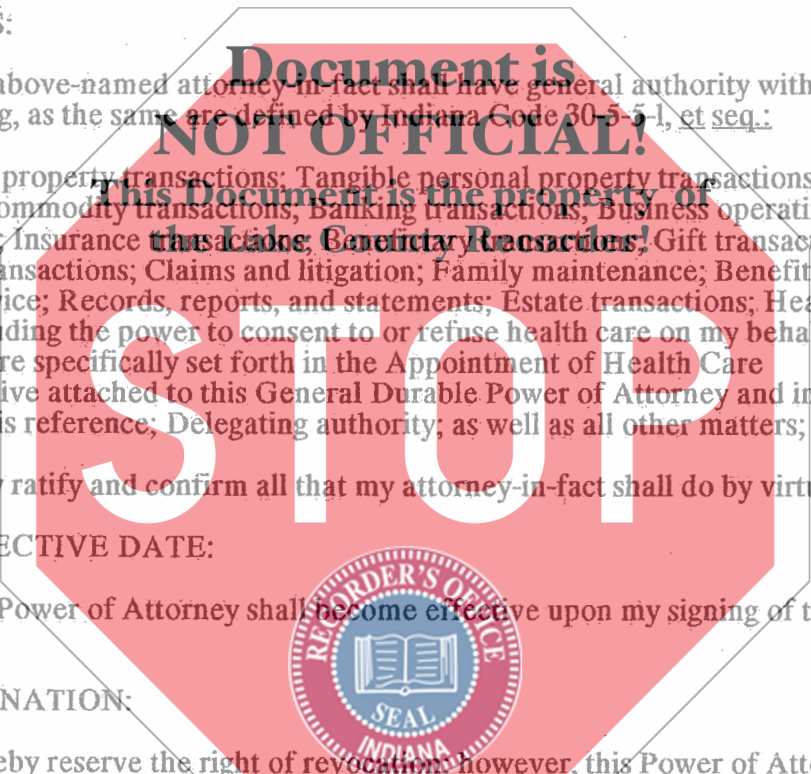 S:
Document is
above-named attorney-in-fact shall have general authority with
g, as the same are defined by Indiana Code 30-5-5-1, et seq.:
NOT OFFICIAL!
property transactions; Tangible personal property transactions
This Document is the property of
ommodity transactions; Banking transactions; Business operati
the Lake County Recorder!
Insurance transactions; Beneficiary transactions; Gift transac
ansactions; Claims and litigation; Family maintenance; Benefit
ice; Records, reports, and statements; Estate transactions; Hea
ding the power to consent to or refuse health care on my beha
re specifically set forth in the Appointment of Health Care
ive attached to this General Durable Power of Attorney and in
is reference; Delegating authority; as well as all other matters;
STOP
y ratify and confirm all that my attorney-in-fact shall do by virtu
ECTIVE DATE:
Power of Attorney shall become effective upon my signing of t
RECORDER'S OFFICE
SEAL
INDIANA
NATION:
eby reserve the right of revocation; however, this Power of Att